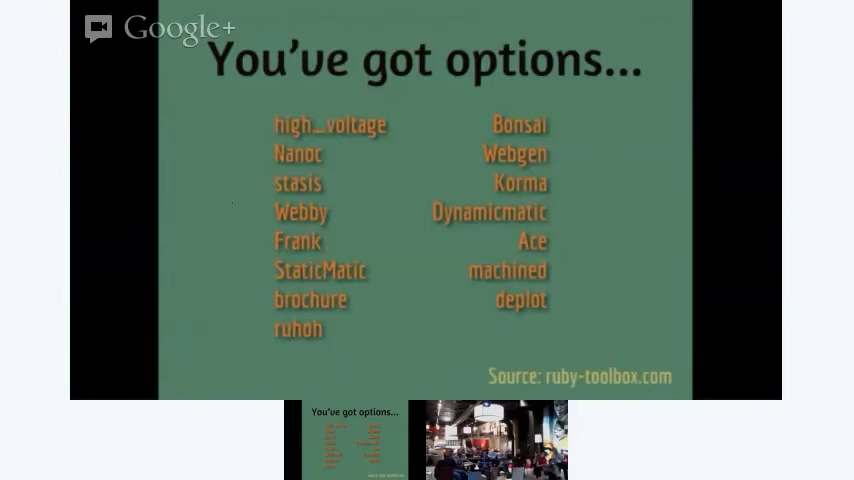 Google+
You've got options...
high_voltage
Nanoc
stasis
Webby
Frank
StaticMatic
brochure
ruhoh
Bonsai
Webgen
Korma
Dynamicmatic
Ace
machined
deplot
Source: ruby-toolbox.com
You've got options...